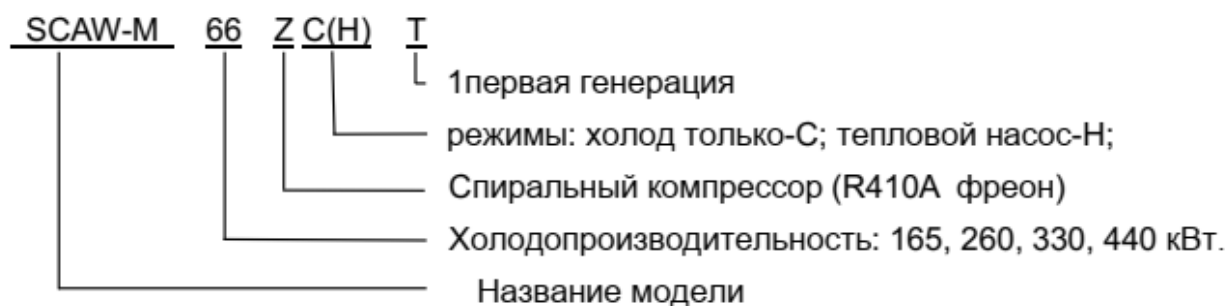 SCAW-M 66 Z C(H) T
1первая генерация
режимы: холод только-C; тепловой насос-H;
Спиральный компрессор (R410A фреон)
Холодопроизводительность: 165, 260, 330, 440 кВт.
Название модели